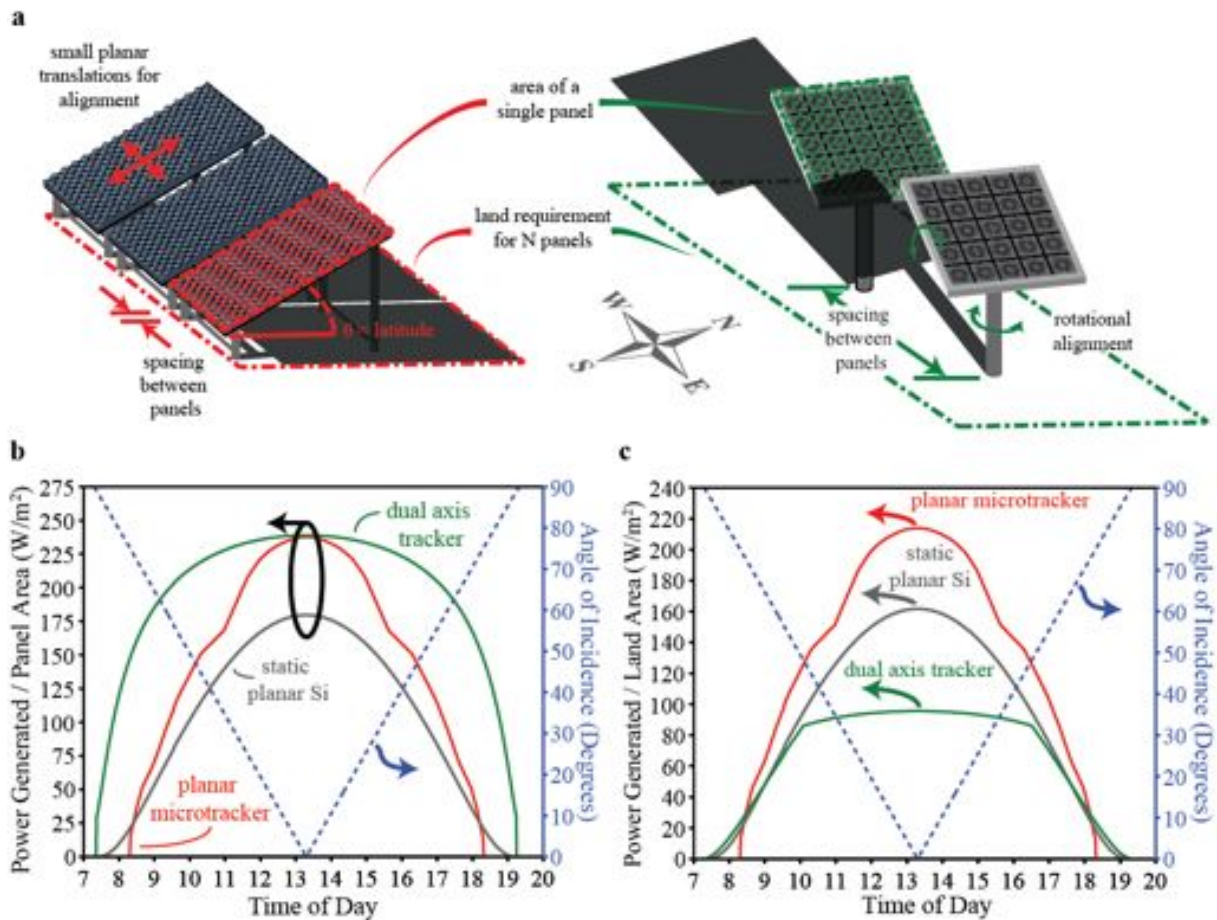 a
small planar
translations for
alignment
area of a
single panel
land requirement
for N panels
θ = latitude
spacing
between
panels
W
N
S
E
spacing
between
panels
rotational
alignment
b
Power Generated / Panel Area (W/m²)
275
250
225
200
175
150
125
100
75
50
25
0
dual axis
tracker
static
planar Si
planar
microtracker
90
80
70
60
50
40
30
20
10
0
Angle of Incidence (Degrees)
7 8 9 10 11 12 13 14 15 16 17 18 19 20
Time of Day
c
Power Generated / Land Area (W/m²)
240
220
200
180
160
140
120
100
80
60
40
20
0
planar microtracker
static
planar Si
dual axis tracker
90
80
70
60
50
40
30
20
10
0
Angle of Incidence (Degrees)
7 8 9 10 11 12 13 14 15 16 17 18 19 20
Time of Day